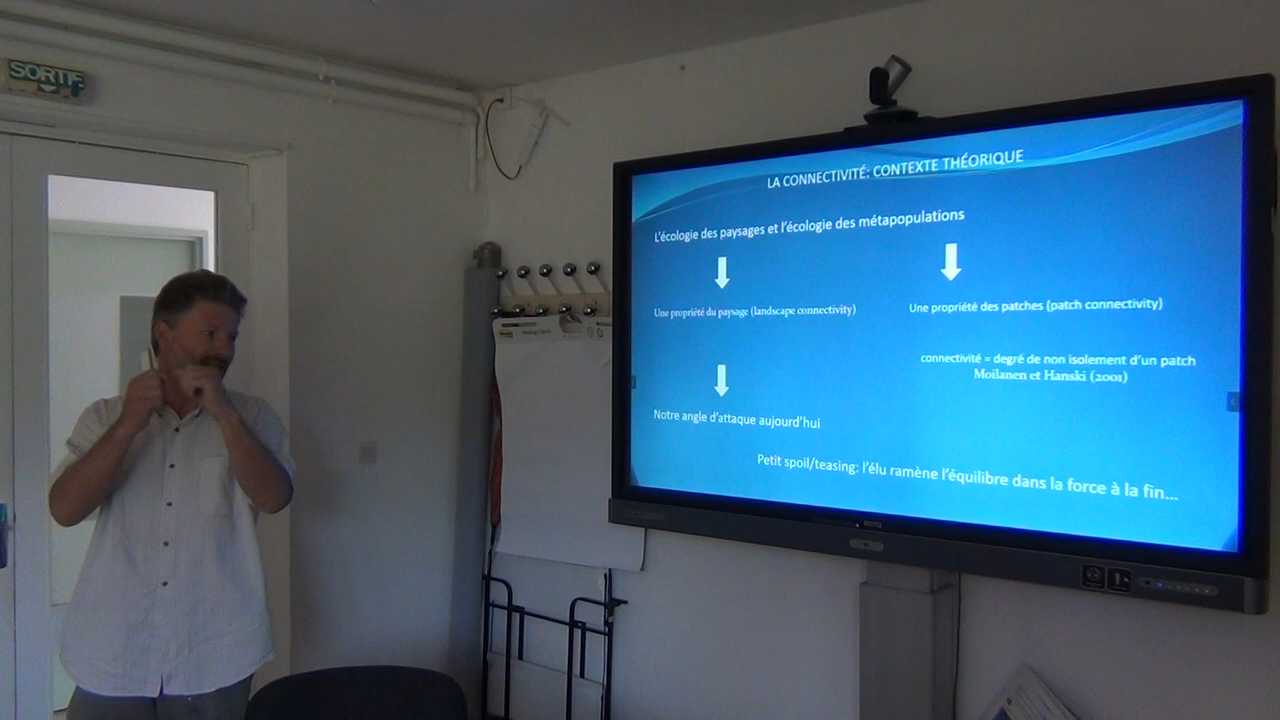 SORTIE
LA CONNECTIVITÉ: CONTEXTE THÉORIQUE
L'écologie des paysages et l'écologie des métapopulations
Une propriété du paysage (landscape connectivity)
Une propriété des patches (patch connectivity)
connectivité = degré de non isolement d'un patch
Moilanen et Hanski (2001)
Notre angle d'attaque aujourd'hui
Petit spoil/teasing: l'élu ramène l'équilibre dans la force à la fin...
BENQ